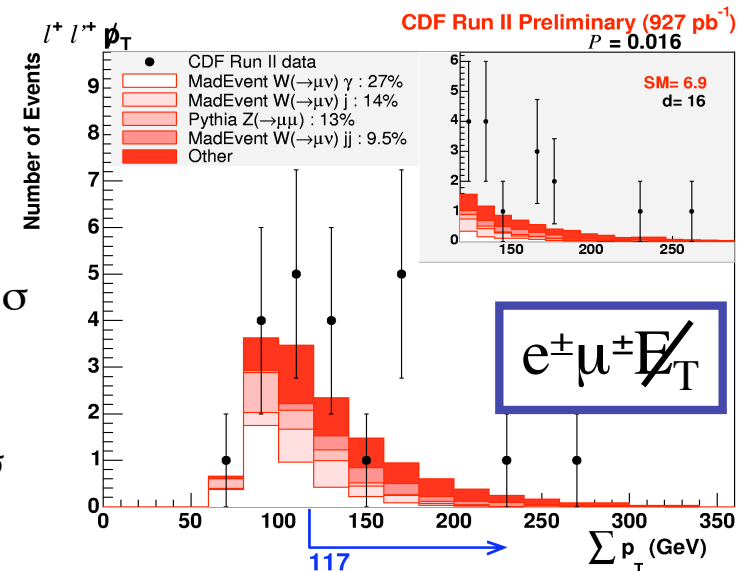 CDF Run II Preliminary (927 pb⁻¹)
l⁺ l'⁺ p̸T
P = 0.016
Number of Events
CDF Run II data
MadEvent W(→μν) γ : 27%
MadEvent W(→μν) j : 14%
Pythia Z(→μμ) : 13%
MadEvent W(→μν) jj : 9.5%
Other
SM= 6.9
d= 16
6
5
4
3
2
1
0
150 200 250
9
8
7
6
5
4
3
2
1
0
σ
e±μ±E̸T
0 50 100 150 200 250 300 350
117
∑ pT (GeV)